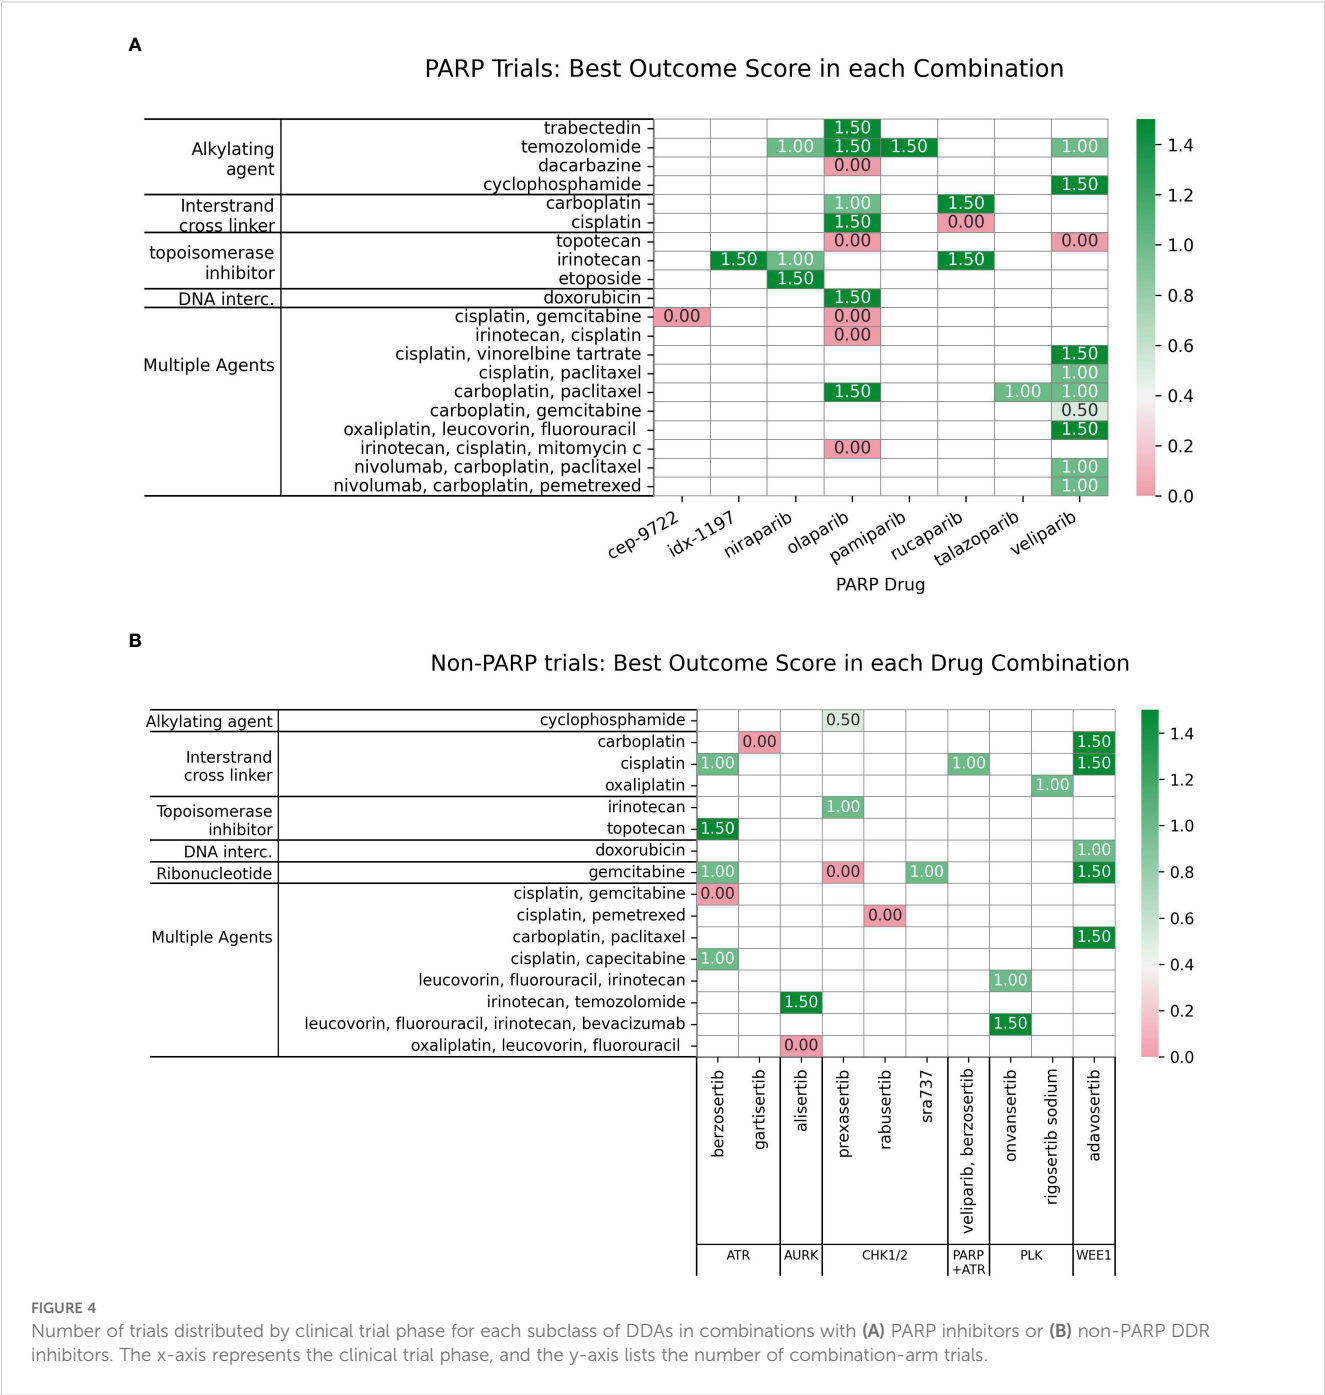 A
PARP Trials: Best Outcome Score in each Combination
Alkylating
agent
trabectedin
1.50
temozolomide
1.00 1.50 1.50 1.00
dacarbazine
0.00
cyclophosphamide
1.50
Interstrand
cross linker
carboplatin
1.00 1.50
cisplatin
1.50 0.00
topoisomerase
inhibitor
topotecan
0.00 0.00
irinotecan
1.50 1.00 1.50
etoposide
1.50
DNA interc.
doxorubicin
1.50
Multiple Agents
cisplatin, gemcitabine
0.00 0.00
irinotecan, cisplatin
0.00
cisplatin, vinorelbine tartrate
1.50
cisplatin, paclitaxel
1.00
carboplatin, paclitaxel
1.50 1.00 1.00
carboplatin, gemcitabine
0.50
oxaliplatin, leucovorin, fluorouracil
1.50
irinotecan, cisplatin, mitomycin c
0.00
nivolumab, carboplatin, paclitaxel
1.00
nivolumab, carboplatin, pemetrexed
1.00
1.4
1.2
1.0
0.8
0.6
0.4
0.2
0.0
cep-9722
idx-1197
niraparib
olaparib
pamiparib
rucaparib
talazoparib
veliparib
PARP Drug
B
Non-PARP trials: Best Outcome Score in each Drug Combination
Alkylating agent
cyclophosphamide
0.50
Interstrand
cross linker
carboplatin
0.00 1.50
cisplatin
1.00 1.00 1.50
oxaliplatin
1.00
Topoisomerase
inhibitor
irinotecan
1.00
topotecan
1.50
DNA interc.
doxorubicin
1.00
Ribonucleotide
gemcitabine
1.00 0.00 1.00 1.50
Multiple Agents
cisplatin, gemcitabine
0.00
cisplatin, pemetrexed
0.00
carboplatin, paclitaxel
1.50
cisplatin, capecitabine
1.00
leucovorin, fluorouracil, irinotecan
1.00
irinotecan, temozolomide
1.50
leucovorin, fluorouracil, irinotecan, bevacizumab
1.50
oxaliplatin, leucovorin, fluorouracil
0.00
1.4
1.2
1.0
0.8
0.6
0.4
0.2
0.0
berzosertib
gartisertib
alisertib
prexasertib
rabusertib
sra737
veliparib, berzosertib
onvansertib
rigosertib sodium
adavosertib
ATR
AURK
CHK1/2
PARP
+ATR
PLK
WEE1
FIGURE 4
Number of trials distributed by clinical trial phase for each subclass of DDAs in combinations with (A) PARP inhibitors or (B) non-PARP DDR
inhibitors. The x-axis represents the clinical trial phase, and the y-axis lists the number of combination-arm trials.